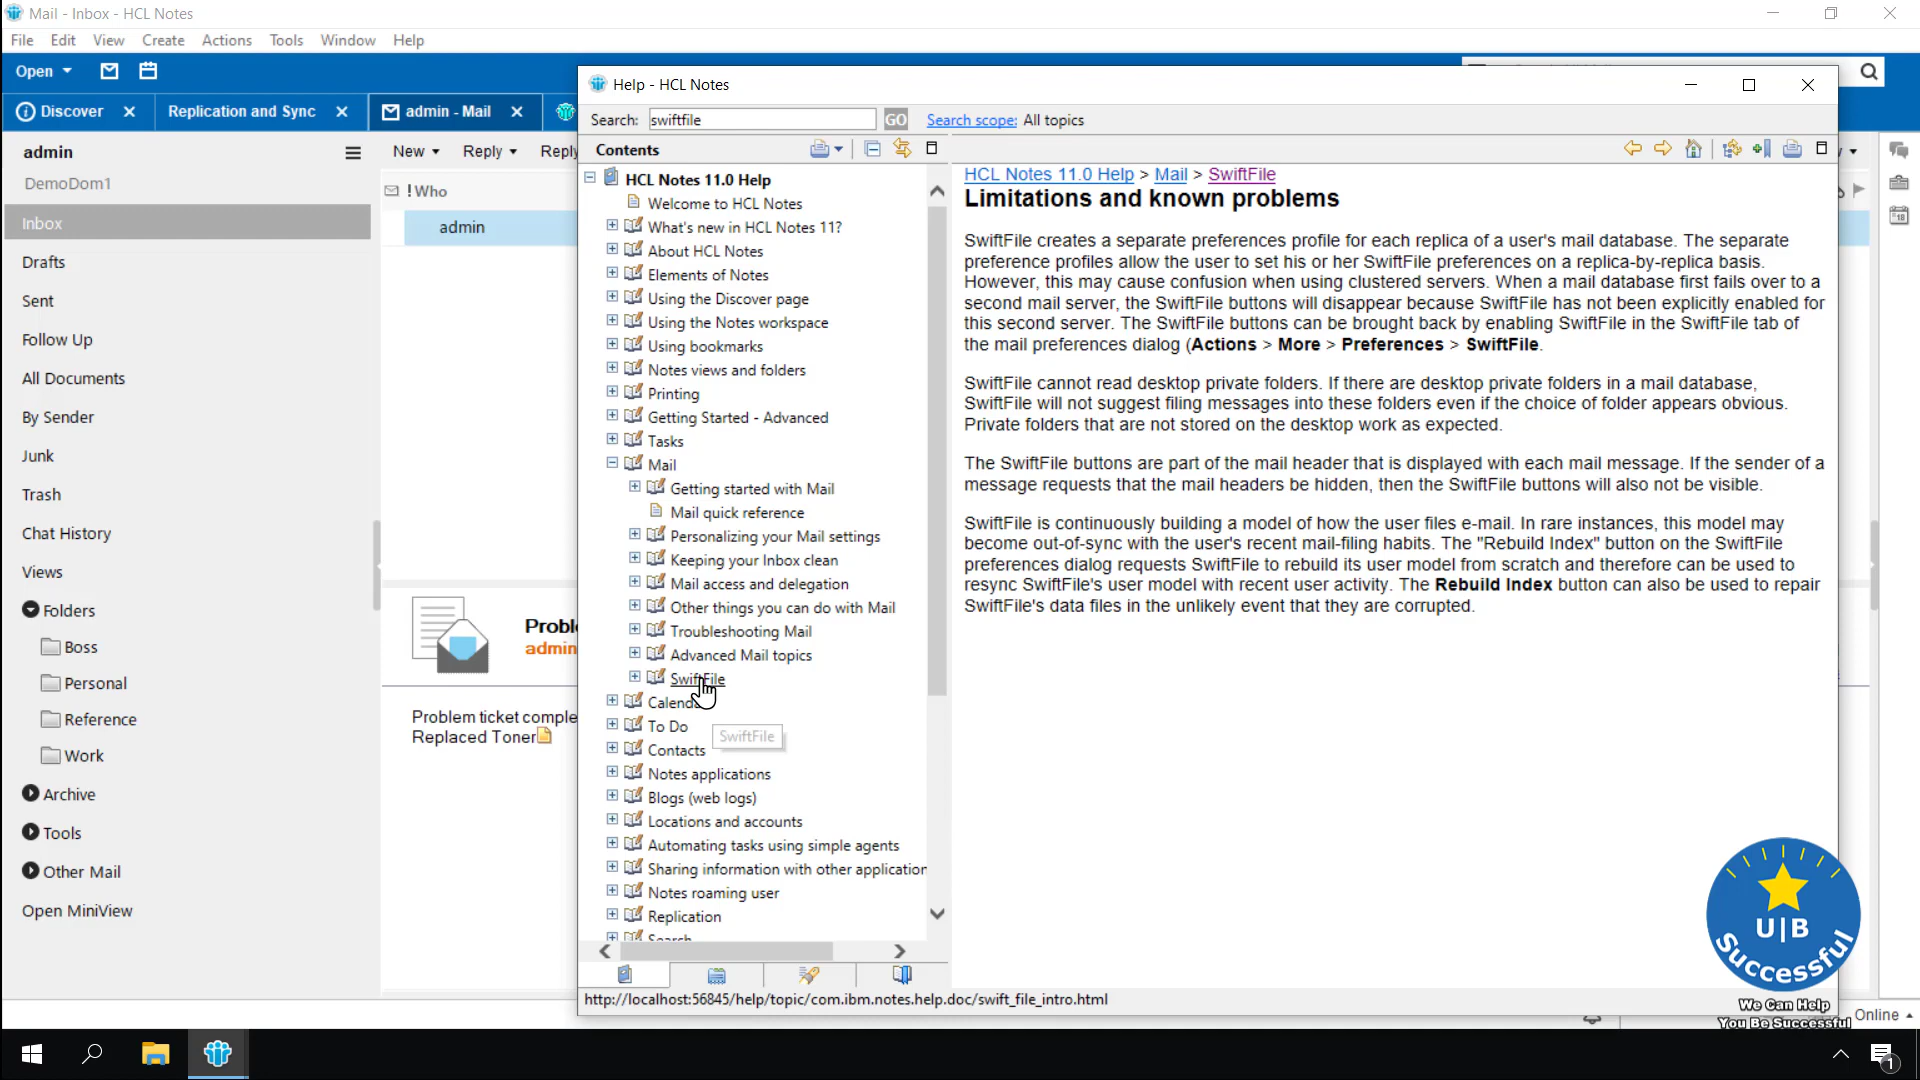 Mail - Inbox - HCL Notes
File Edit View Create Actions Tools Window Help
Open
Discover
Replication and Sync
admin - Mail
admin
DemoDom1
Inbox
Drafts
Sent
Follow Up
All Documents
By Sender
Junk
Trash
Chat History
Views
Folders
Boss
Personal
Reference
Work
Archive
Tools
Other Mail
Open MiniView
New Reply Reply
! Who
admin
Problem ticket comple
Replaced Toner
admin
Help - HCL Notes
Search: swiftfile GO Search scope: All topics
Contents
HCL Notes 11.0 Help
Welcome to HCL Notes
What's new in HCL Notes 11?
About HCL Notes
Elements of Notes
Using the Discover page
Using the Notes workspace
Using bookmarks
Notes views and folders
Printing
Getting Started - Advanced
Tasks
Mail
Getting started with Mail
Mail quick reference
Personalizing your Mail settings
Keeping your Inbox clean
Mail access and delegation
Other things you can do with Mail
Troubleshooting Mail
Advanced Mail topics
SwiftFile
To Do
SwiftFile
Contacts
Notes applications
Blogs (web logs)
Locations and accounts
Automating tasks using simple agents
Sharing information with other application
Notes roaming user
Replication
Search
http://localhost:56845/help/topic/com.ibm.notes.help.doc/swift_file_intro.html
HCL Notes 11.0 Help > Mail > SwiftFile
Limitations and known problems
SwiftFile creates a separate preferences profile for each replica of a user's mail database. The separate
preference profiles allow the user to set his or her SwiftFile preferences on a replica-by-replica basis.
However, this may cause confusion when using clustered servers. When a mail database first fails over to a
second mail server, the SwiftFile buttons will disappear because SwiftFile has not been explicitly enabled for
this second server. The SwiftFile buttons can be brought back by enabling SwiftFile in the SwiftFile tab of
the mail preferences dialog (Actions > More > Preferences > SwiftFile.
SwiftFile cannot read desktop private folders. If there are desktop private folders in a mail database,
SwiftFile will not suggest filing messages into these folders even if the choice of folder appears obvious.
Private folders that are not stored on the desktop work as expected.
The SwiftFile buttons are part of the mail header that is displayed with each mail message. If the sender of a
message requests that the mail headers be hidden, then the SwiftFile buttons will also not be visible.
SwiftFile is continuously building a model of how the user files e-mail. In rare instances, this model may
become out-of-sync with the user's recent mail-filing habits. The "Rebuild Index" button on the SwiftFile
preferences dialog requests SwiftFile to rebuild its user model from scratch and therefore can be used to
resync SwiftFile's user model with recent user activity. The Rebuild Index button can also be used to repair
SwiftFile's data files in the unlikely event that they are corrupted.
U|B
Successful
We Can Help
You Be Successful
Online
1